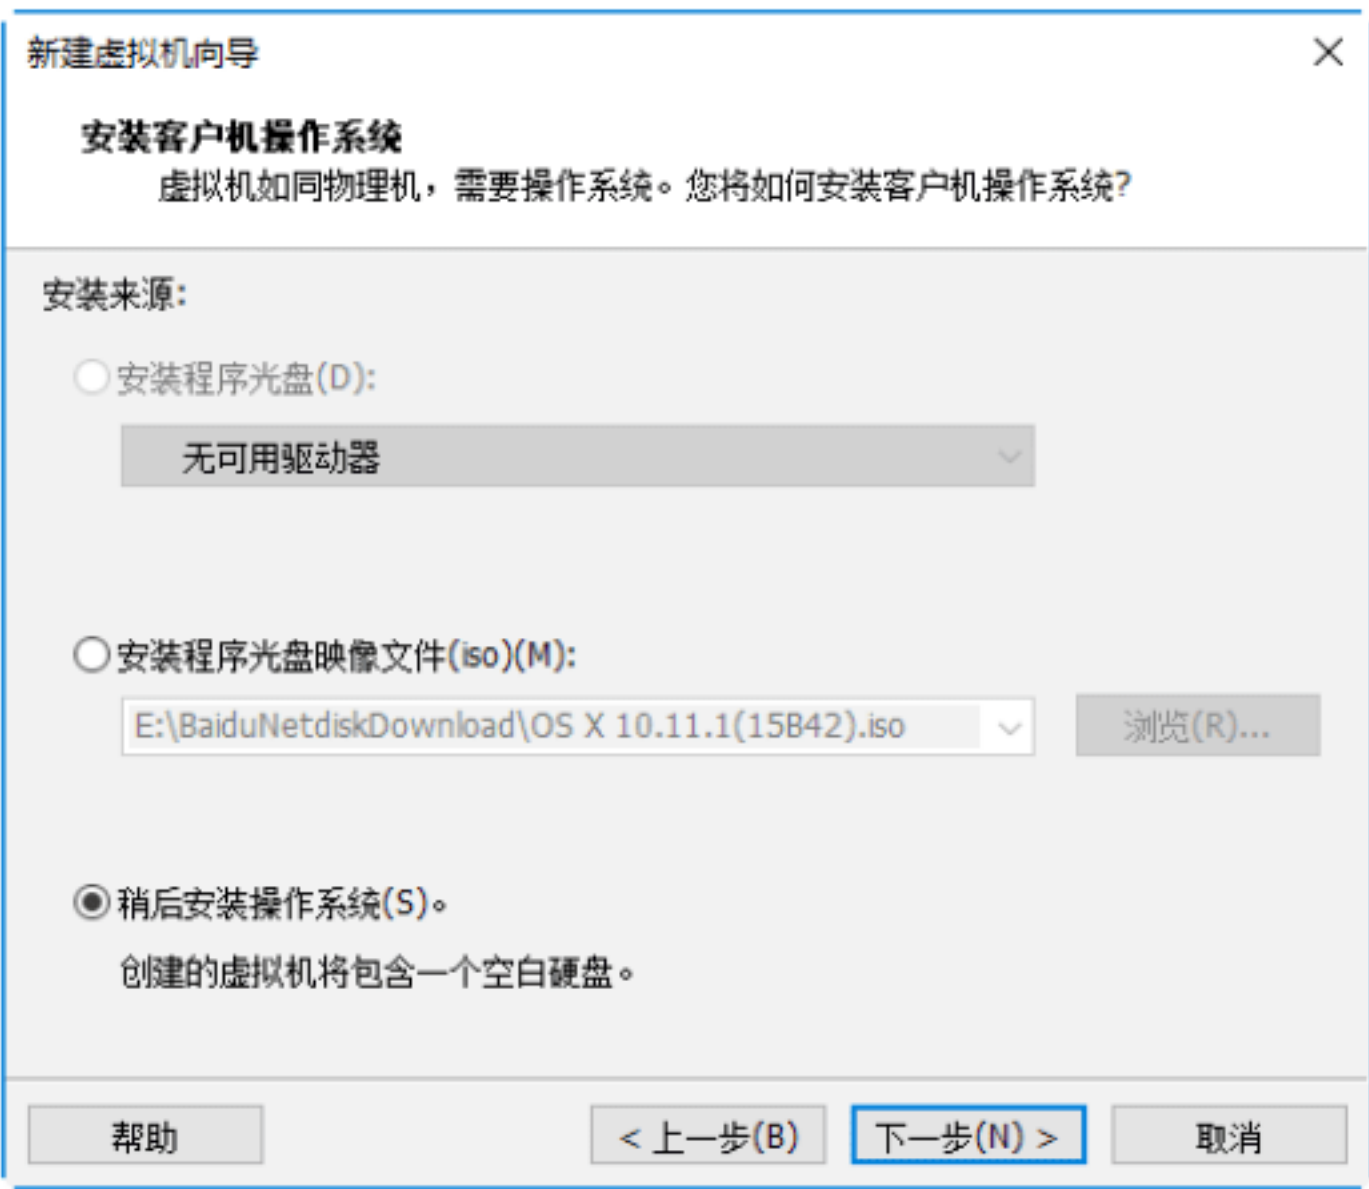 新建虚拟机向导
安装客户机操作系统
虚拟机如同物理机，需要操作系统。您将如何安装客户机操作系统?
安装来源:
安装程序光盘(D):
无可用驱动器
安装程序光盘映像文件(iso)(M):
E:\BaiduNetdiskDownload\OS X 10.11.1(15B42).iso
浏览(R)...
稍后安装操作系统(S)。
创建的虚拟机将包含一个空白硬盘。
帮助
< 上一步(B)
下一步(N) >
取消